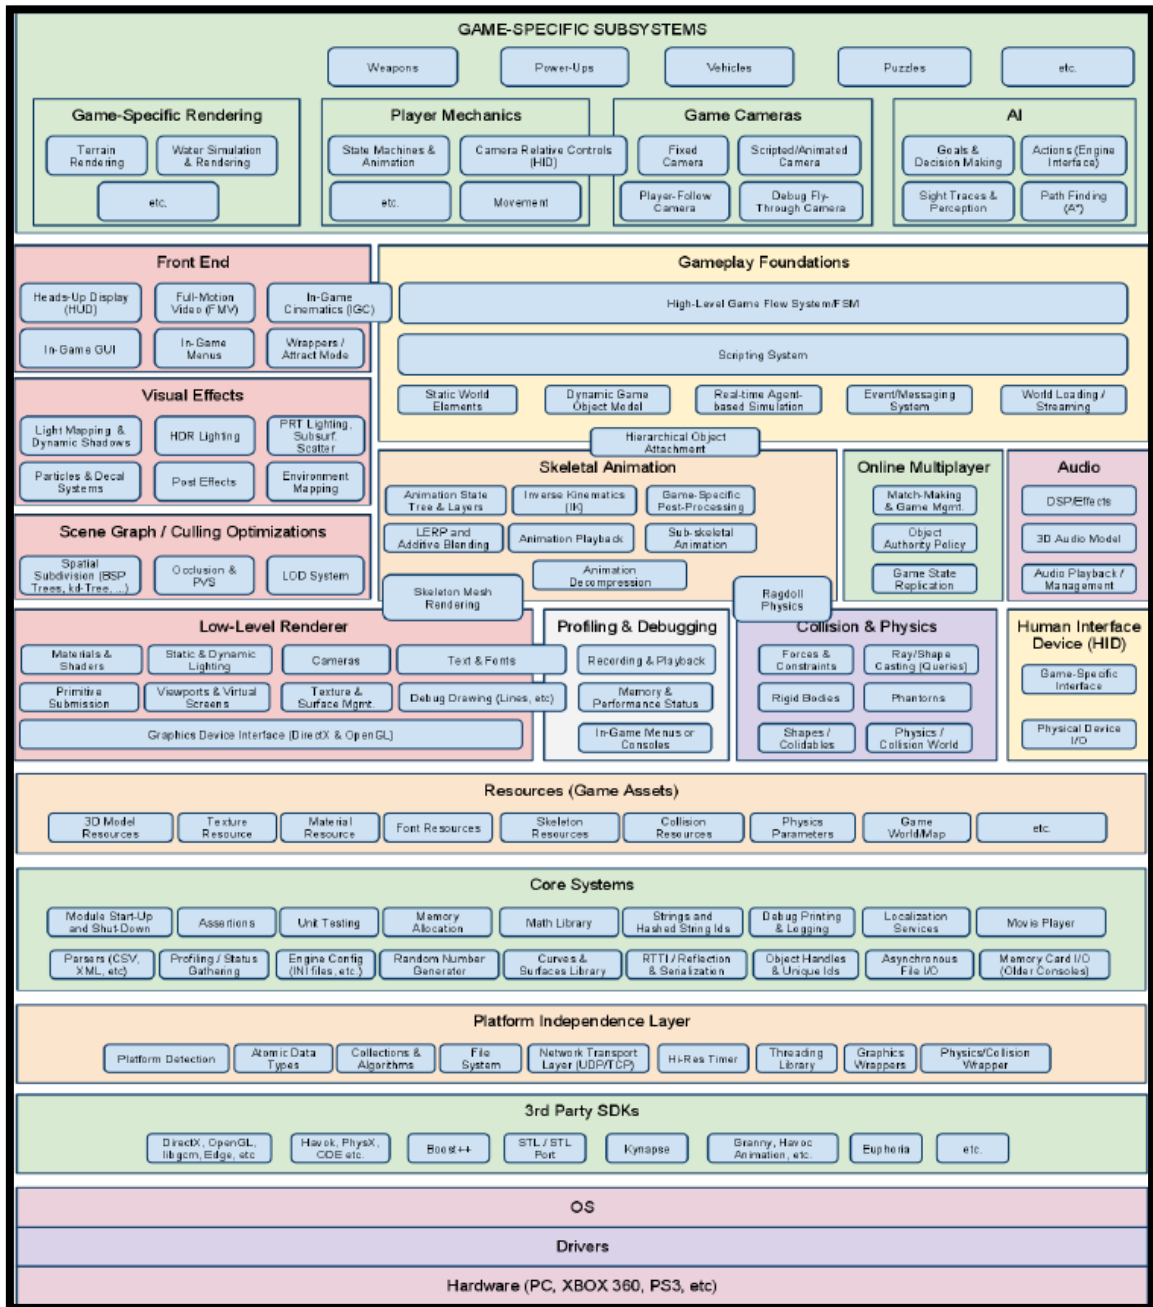 GAME-SPECIFIC SUBSYSTEMS
Weapons
Power-Ups
Vehicles
Puzzles
etc.
Game-Specific Rendering
Terrain
Rendering
Water Simulation
& Rendering
etc.
Player Mechanics
State Machines &
Animation
Camera Relative Controls
(HID)
etc.
Movement
Game Cameras
Fixed
Camera
Scripted/Animated
Camera
Player-Follow
Camera
Debug Fly-
Through Camera
AI
Goals &
Decision Making
Actions (Engine
Interface)
Sight Traces &
Perception
Path Finding
(A*)
Front End
Heads-Up Display
(HUD)
Full-Motion
Video (FMV)
In-Game
Cinematics (IGC)
In-Game GUI
In-Game
Menus
Wrappers /
Attract Mode
Gameplay Foundations
High-Level Game Flow System/FSM
Scripting System
Static World
Elements
Dynamic Game
Object Model
Real-time Agent-
based Simulation
Event/Messaging
System
World Loading /
Streaming
Hierarchical Object
Attachment
Visual Effects
Light Mapping &
Dynamic Shadows
HDR Lighting
PRT Lighting,
Subsurf.
Scatter
Particles & Decal
Systems
Post Effects
Environment
Mapping
Skeletal Animation
Animation State
Tree & Layers
Inverse Kinematics
(IK)
Game-Specific
Post-Processing
LERP and
Additive Blending
Animation Playback
Sub-skeletal
Animation
Animation
Decompression
Online Multiplayer
Match-Making
& Game Mgmt.
Object
Authority Policy
Game State
Replication
Audio
DSP/Effects
3D Audio Model
Audio Playback /
Management
Scene Graph / Culling Optimizations
Spatial
Subdivision (BSP
Trees, kd-Tree, ...)
Occlusion &
PVS
LOD System
Skeleton Mesh
Rendering
Ragdoll
Physics
Low-Level Renderer
Materials &
Shaders
Static & Dynamic
Lighting
Cameras
Text & Fonts
Primitive
Submission
Viewports & Virtual
Screens
Texture &
Surface Mgmt.
Debug Drawing (Lines, etc)
Graphics Device Interface (DirectX & OpenGL)
Profiling & Debugging
Recording & Playback
Memory &
Performance Status
In-Game Menus or
Consoles
Collision & Physics
Forces &
Constraints
Ray/Shape
Casting (Queries)
Rigid Bodies
Phantorns
Shapes /
Colidables
Physics /
Collision World
Human Interface
Device (HID)
Game-Specific
Interface
Physical Device
I/O
Resources (Game Assets)
3D Model
Resources
Texture
Resource
Material
Resource
Font Resources
Skeleton
Resources
Collision
Resources
Physics
Parameters
Game
World/Map
etc.
Core Systems
Module Start-Up
and Shut-Down
Assertions
Unit Testing
Memory
Allocation
Math Library
Strings and
Hashed String Ids
Debug Printing
& Logging
Localization
Services
Movie Player
Parsers (CSV,
XML, etc)
Profiling / Status
Gathering
Engine Config
(INI files, etc.)
Random Number
Generator
Curves &
Surfaces Library
RTTI / Reflection
& Serialization
Object Handles
& Unique Ids
Asynchronous
File I/O
Memory Card I/O
(Older Consoles)
Platform Independence Layer
Platform Detection
Atomic Data
Types
Collections &
Algorithms
File
System
Network Transport
Layer (UDP/TCP)
Hi-Res Timer
Threading
Library
Graphics
Wrappers
Physics/Collision
Wrapper
3rd Party SDKs
DirectX, OpenGL,
libgcm, Edge, etc
Havok, PhysX,
ODE etc.
Boost++
STL / STL
Port
Kynapse
Granny, Havoc
Animation, etc.
Euphoria
etc.
OS
Drivers
Hardware (PC, XBOX 360, PS3, etc)